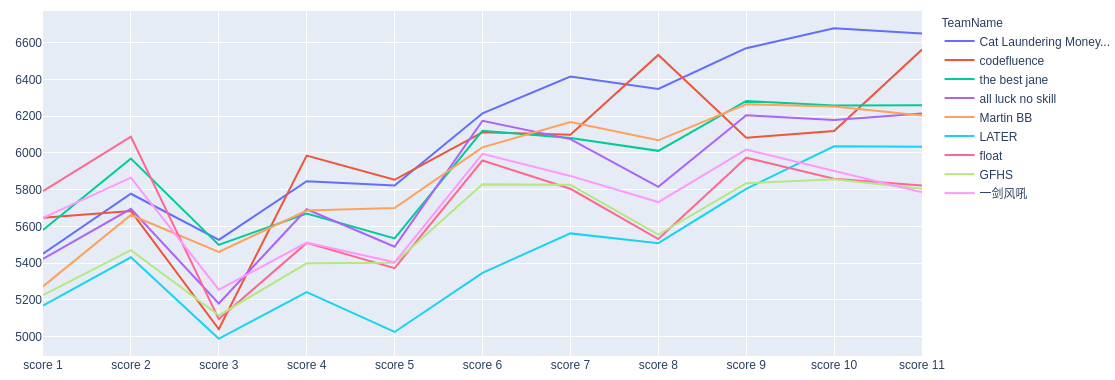 TeamName
Cat Laundering Money...
codefluence
the best jane
all luck no skill
Martin BB
LATER
float
GFHS
一剑风吼
6600
6400
6200
6000
5800
5600
5400
5200
5000
score 1 score 2 score 3 score 4 score 5 score 6 score 7 score 8 score 9 score 10 score 11